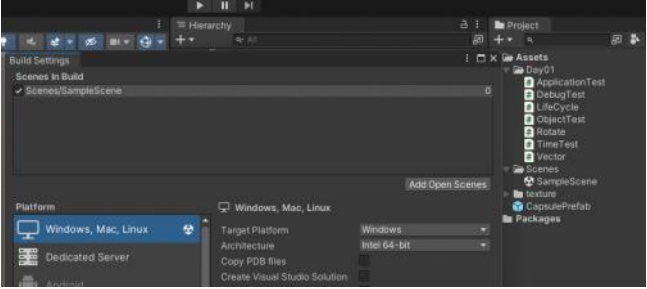 Hierarchy
Project
All
Build Settings
Scenes In Build
Scenes/SampleScene 0
Add Open Scenes
Platform
Windows, Mac, Linux
Dedicated Server
Android
Windows, Mac, Linux
Target Platform Windows
Architecture Intel 64-bit
Copy PDB files
Create Visual Studio Solution
Assets
Day01
ApplicationTest
DebugTest
LifeCycle
ObjectTest
Rotate
TimeTest
Vector
Scenes
SampleScene
texture
CapsulePrefab
Packages